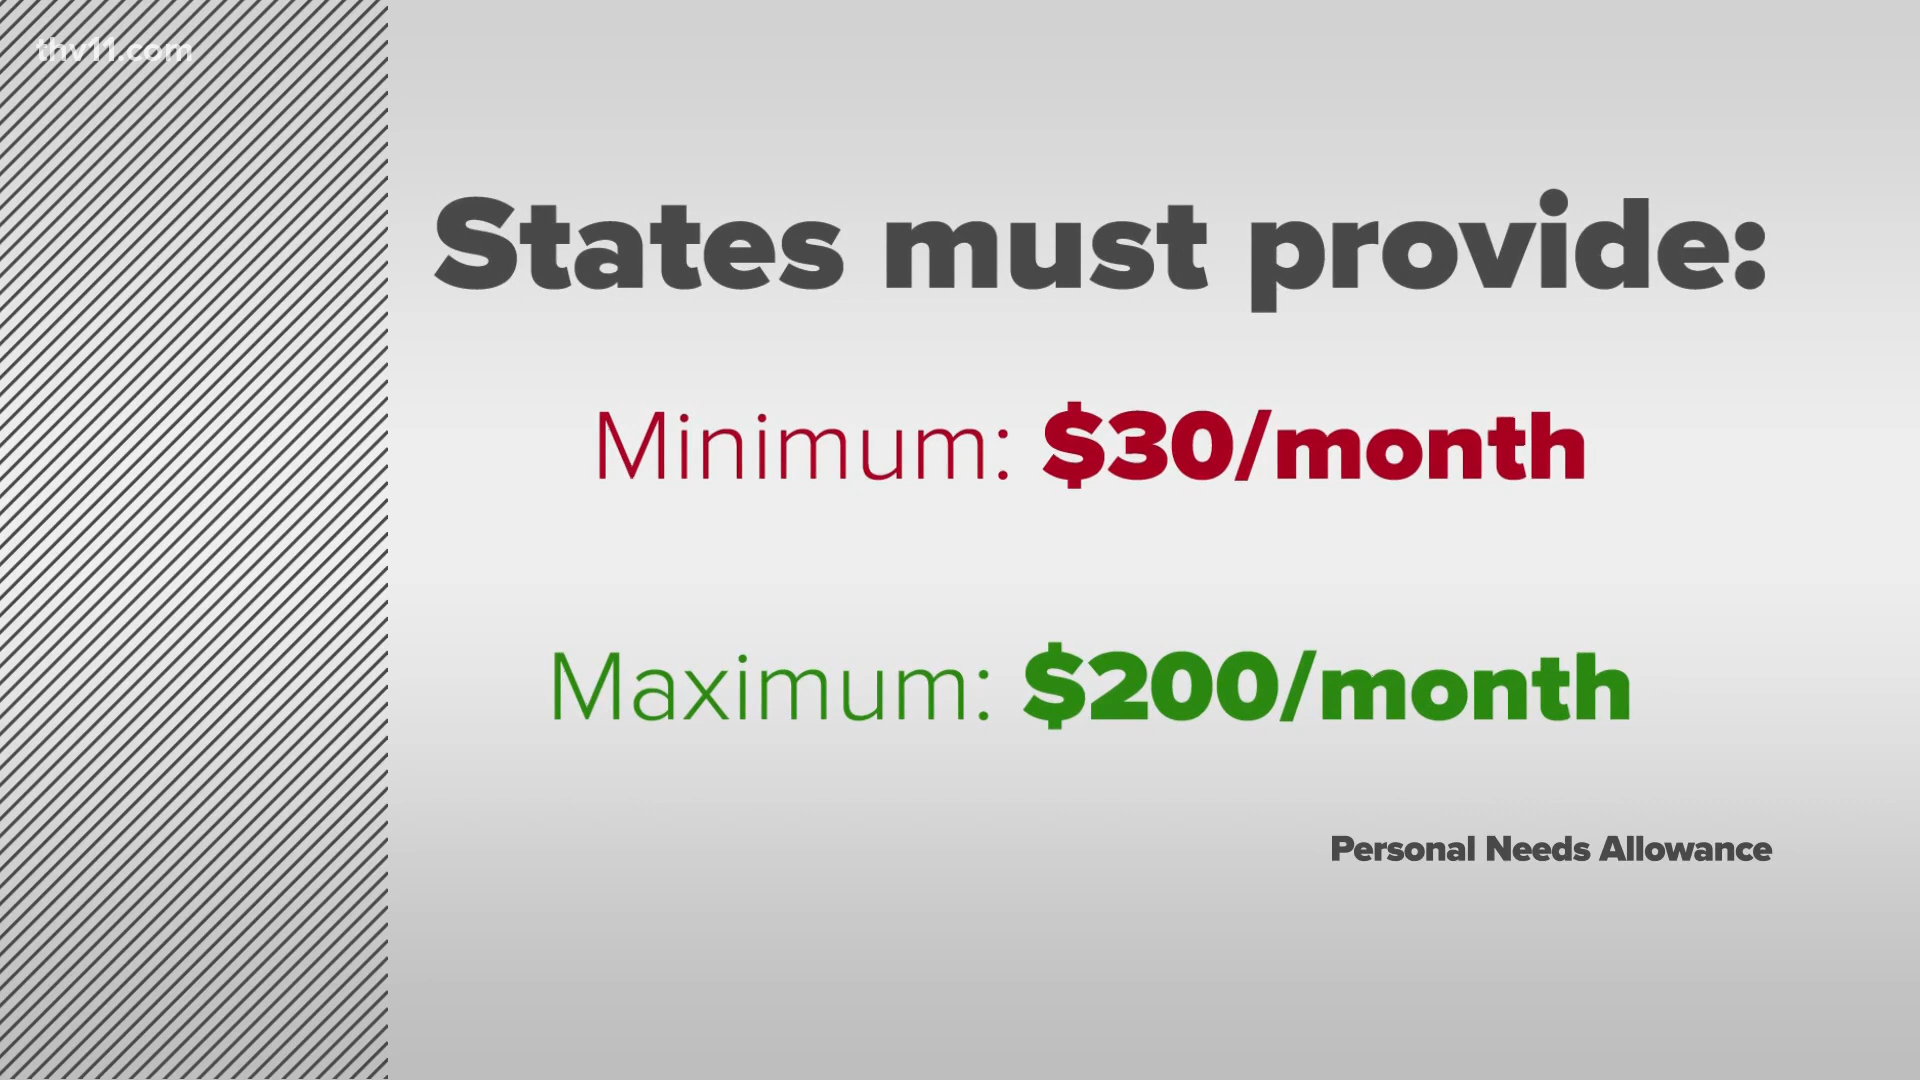 thv11.com
States must provide:
Minimum: $30/month
Maximum: $200/month
Personal Needs Allowance